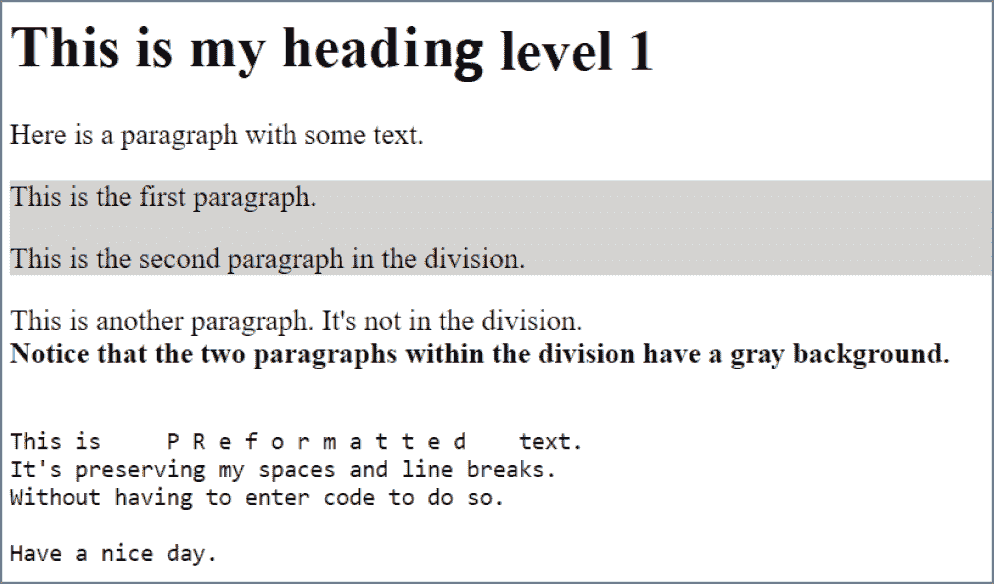 This is my heading level 1
Here is a paragraph with some text.
This is the first paragraph.
This is the second paragraph in the division.
This is another paragraph. It's not in the division.
Notice that the two paragraphs within the division have a gray background.
This is     P R e f o r m a t t e d    text.
It's preserving my spaces and line breaks.
Without having to enter code to do so.
Have a nice day.